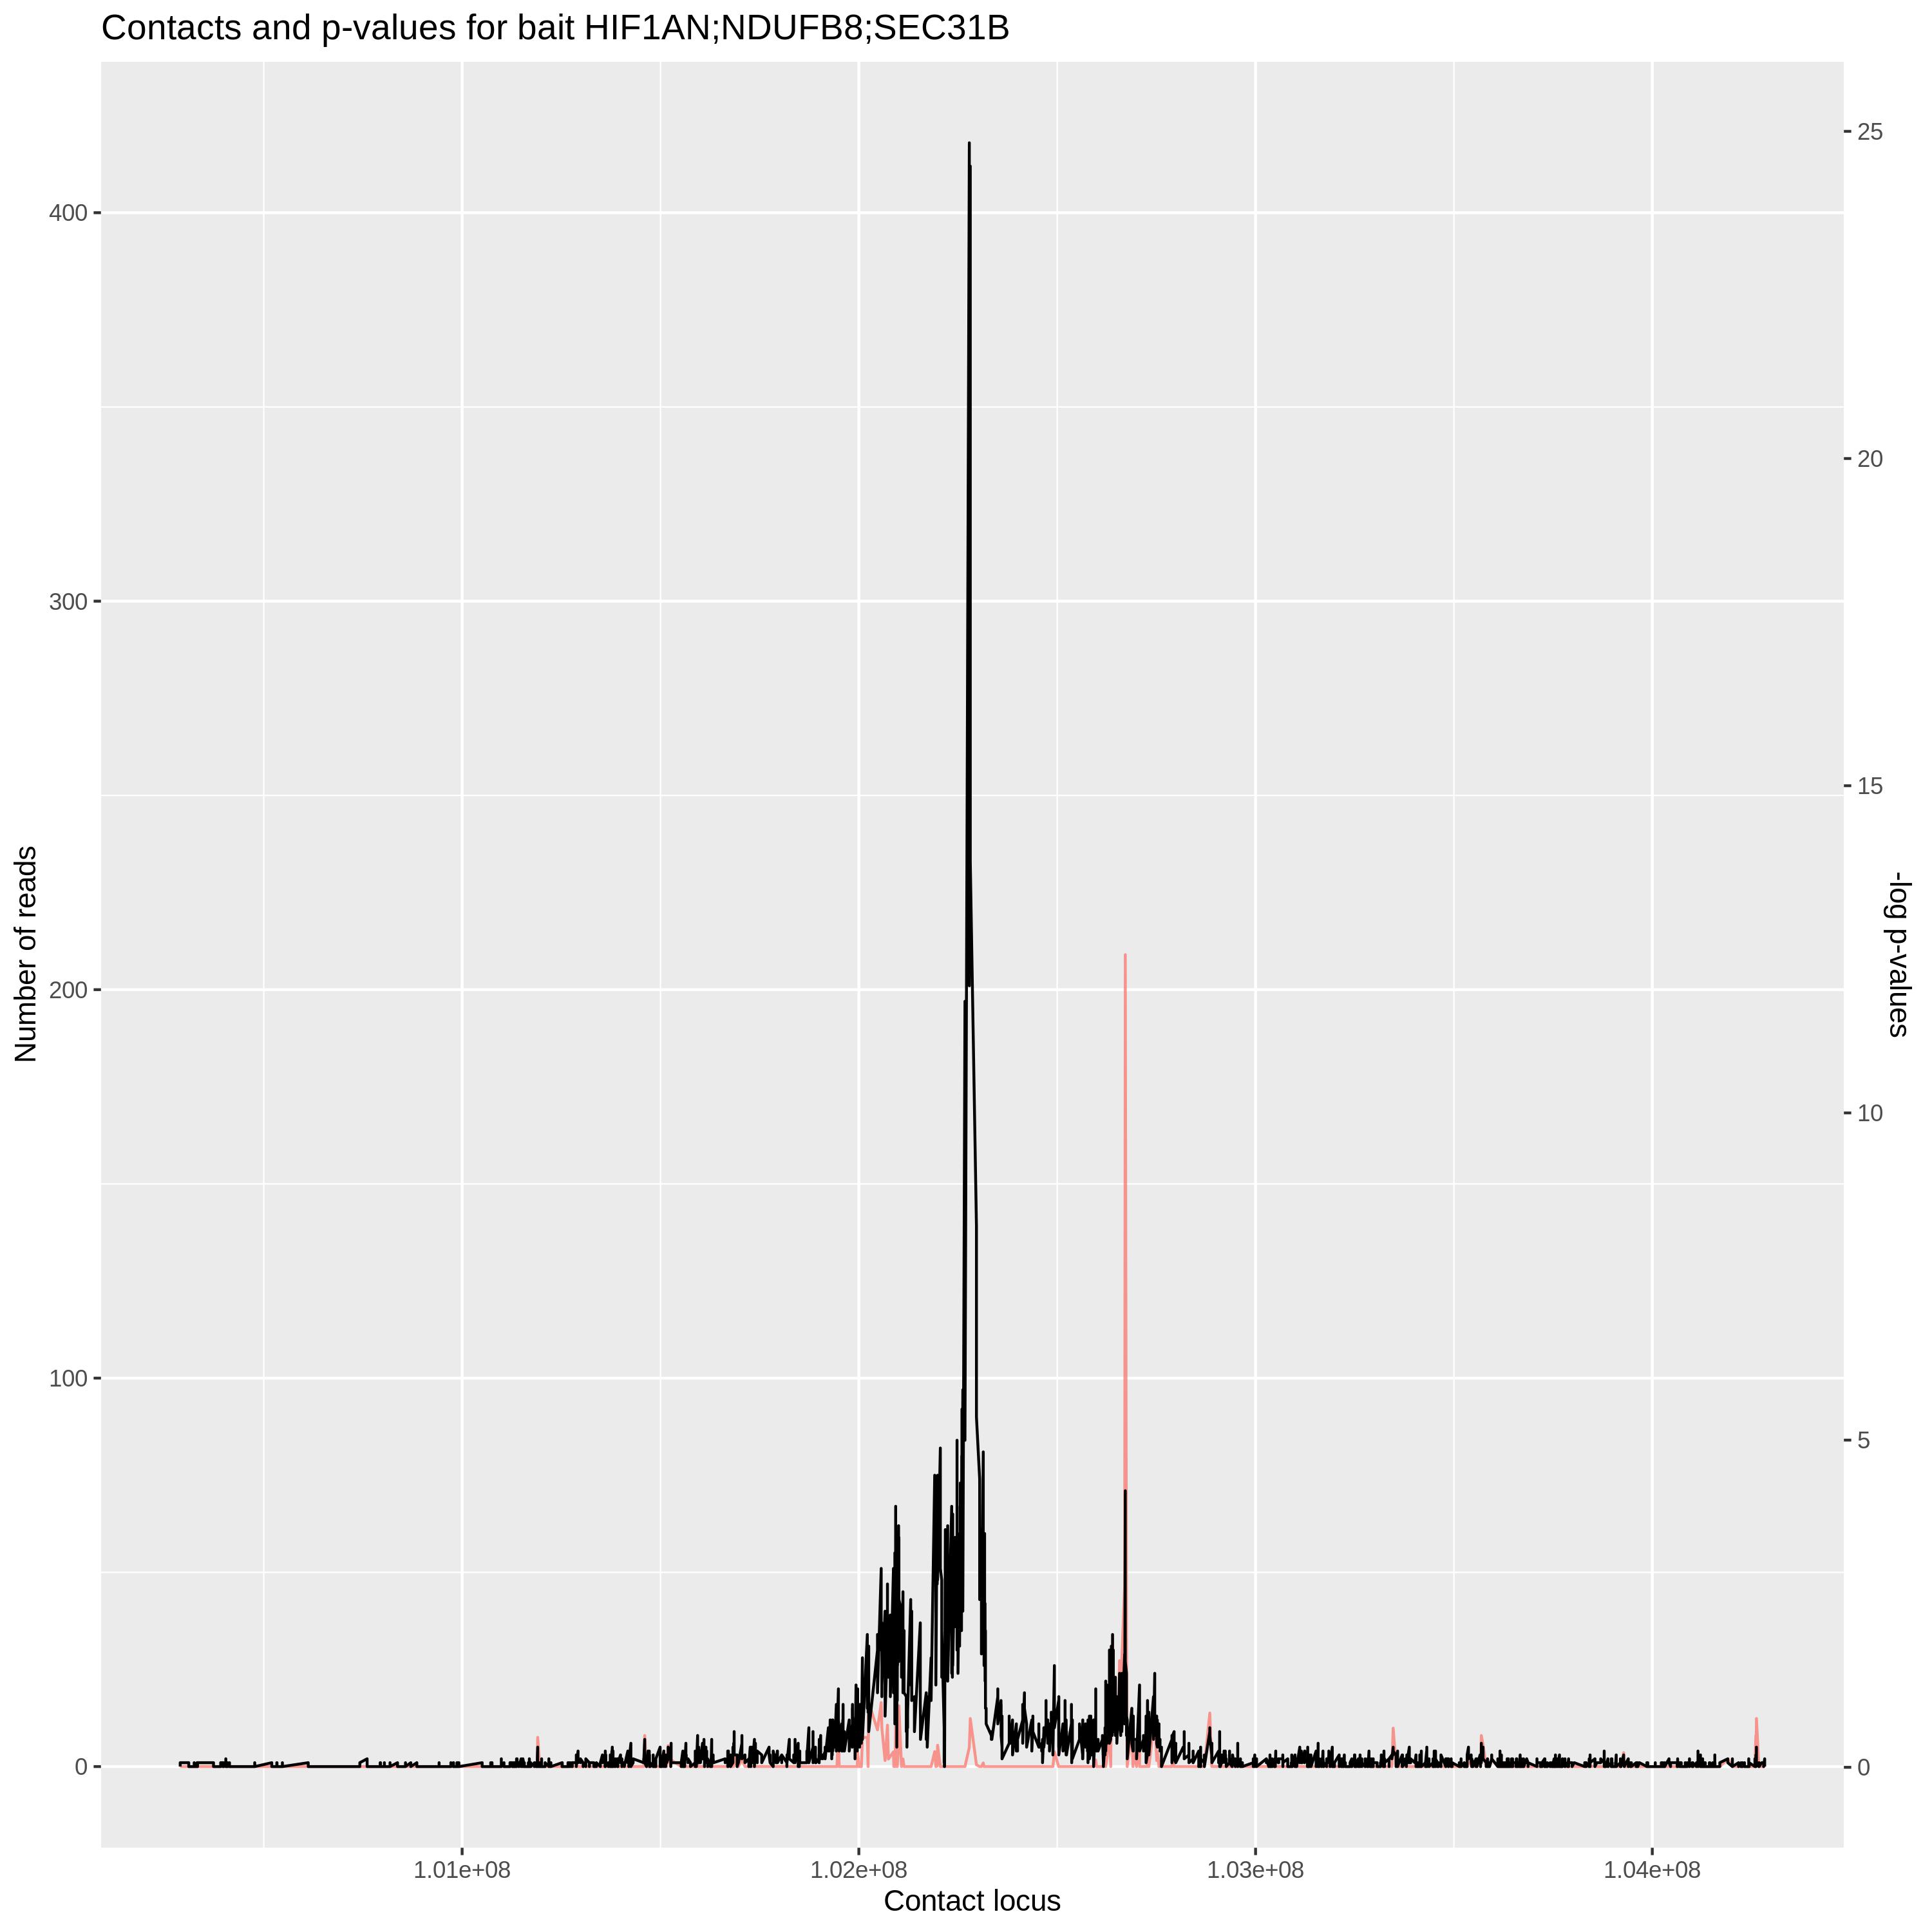 Contacts and p-values for bait HIF1AN;NDUFB8;SEC31B
400
300
200
100
0
Number of reads
25
20
15
10
5
0
-log p-values
1.01e+08
1.02e+08
1.03e+08
1.04e+08
Contact locus